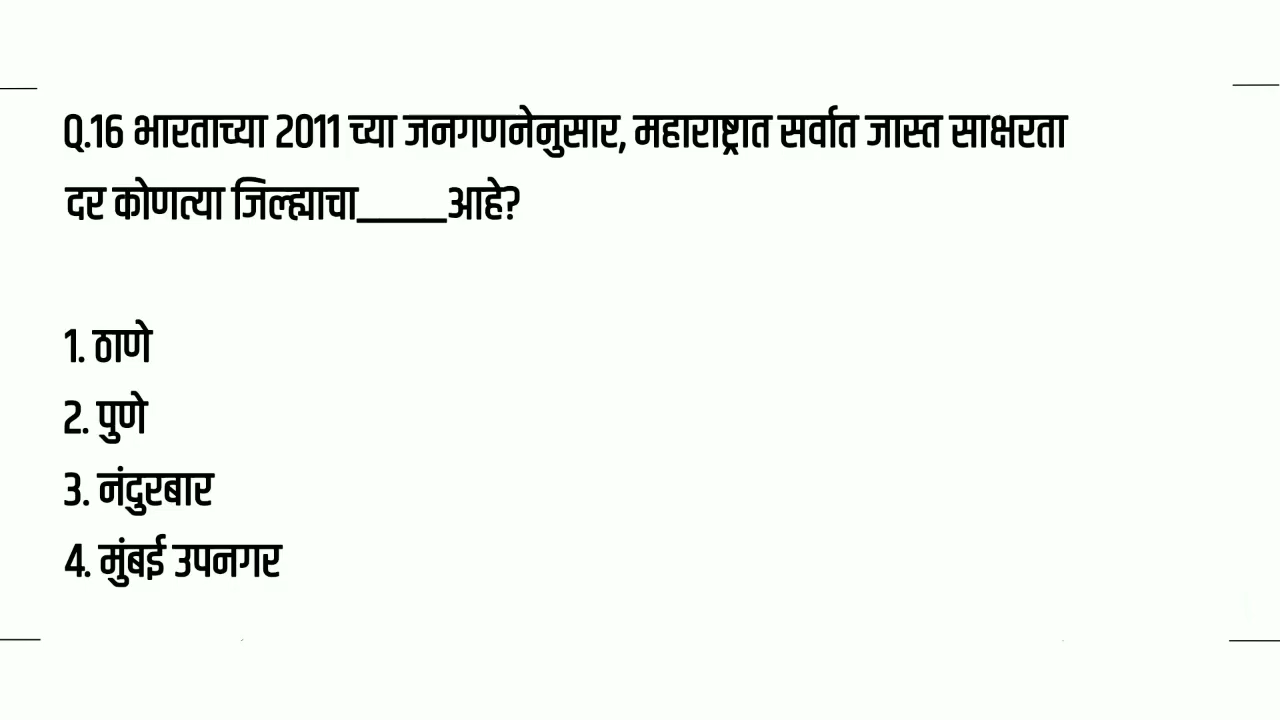 Q.16 भारताच्या 2011 च्या जनगणनेनुसार, महाराष्ट्रात सर्वात जास्त साक्षरता
दर कोणत्या जिल्ह्याचा_____आहे?
1. ठाणे
2. पुणे
3. नंदुरबार
4. मुंबई उपनगर